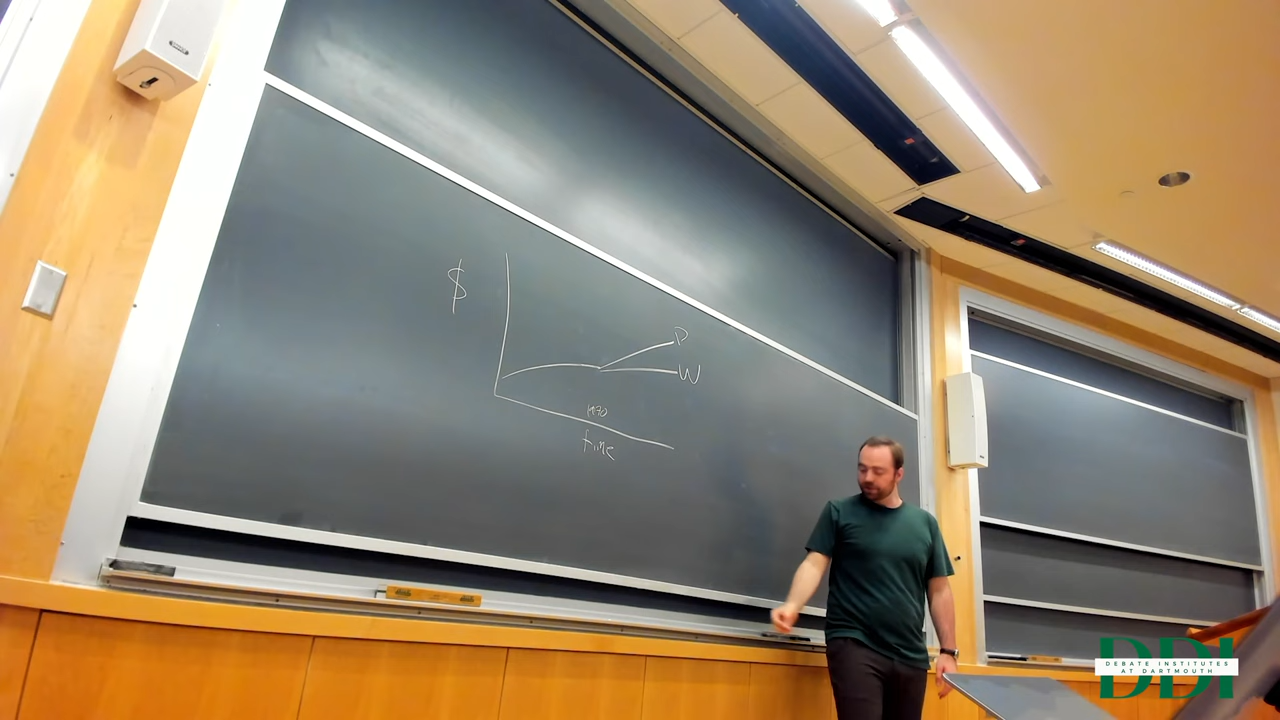 $
P
W
1970
time
DDI
DEBATE INSTITUTES
AT DARTMOUTH